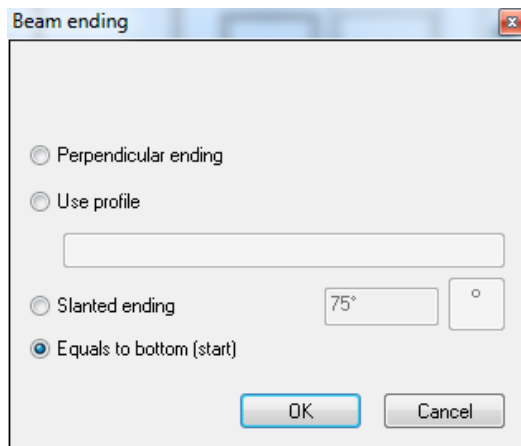 Beam ending
Perpendicular ending
Use profile
Slanted ending 75° °
Equals to bottom (start)
OK Cancel